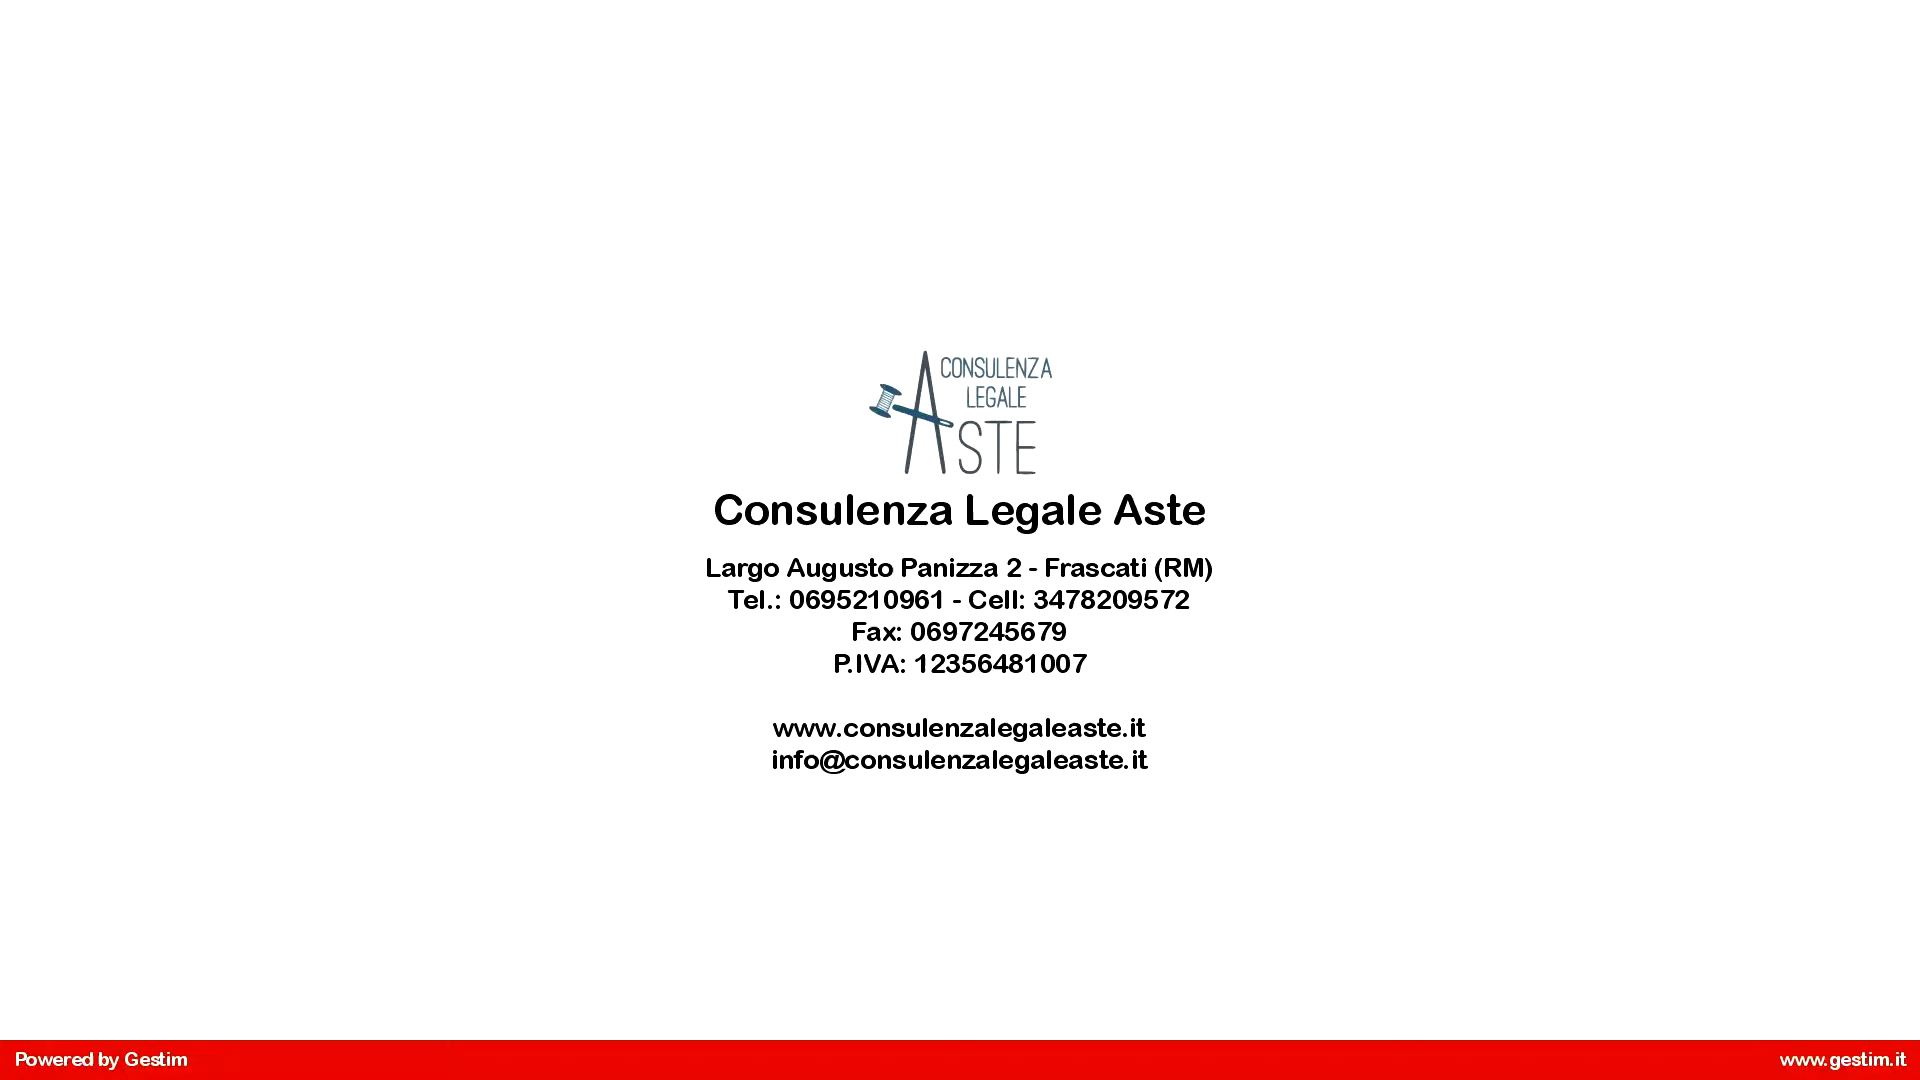 CONSULENZA
LEGALE
ASTE
Consulenza Legale Aste
Largo Augusto Panizza 2 - Frascati (RM)
Tel.: 0695210961 - Cell: 3478209572
Fax: 0697245679
P.IVA: 12356481007
www.consulenzalegaleaste.it
info@consulenzalegaleaste.it
Powered by Gestim
www.gestim.it